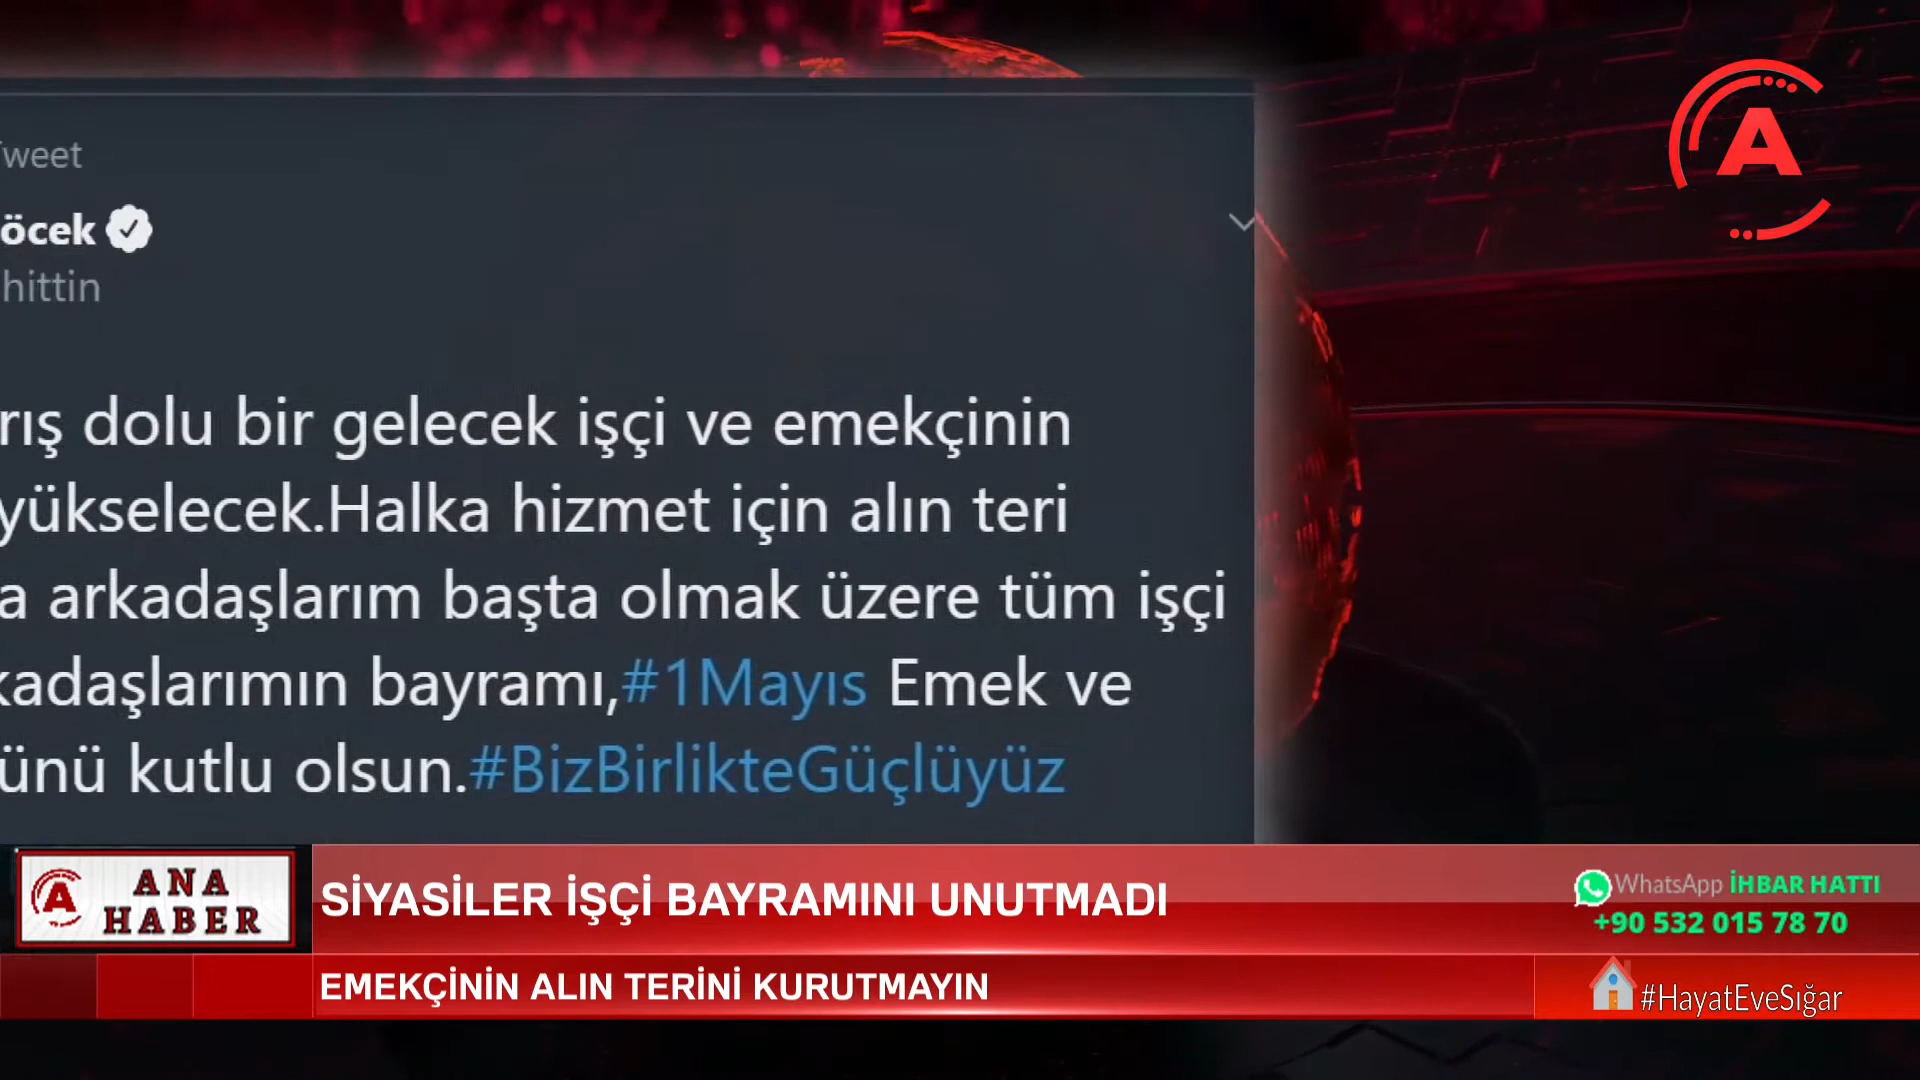 Tweet
öcek
hittin
rış dolu bir gelecek işçi ve emekçinin
yükselecek.Halka hizmet için alın teri
a arkadaşlarım başta olmak üzere tüm işçi
kadaşlarımın bayramı,#1Mayıs Emek ve
ünü kutlu olsun.#BizBirlikteGüçlüyüz
A
A ANA
HABER
SİYASİLER İŞÇİ BAYRAMINI UNUTMADI
WhatsApp İHBAR HATTI
+90 532 015 78 70
EMEKÇİNİN ALIN TERİNİ KURUTMAYIN
#HayatEveSığar